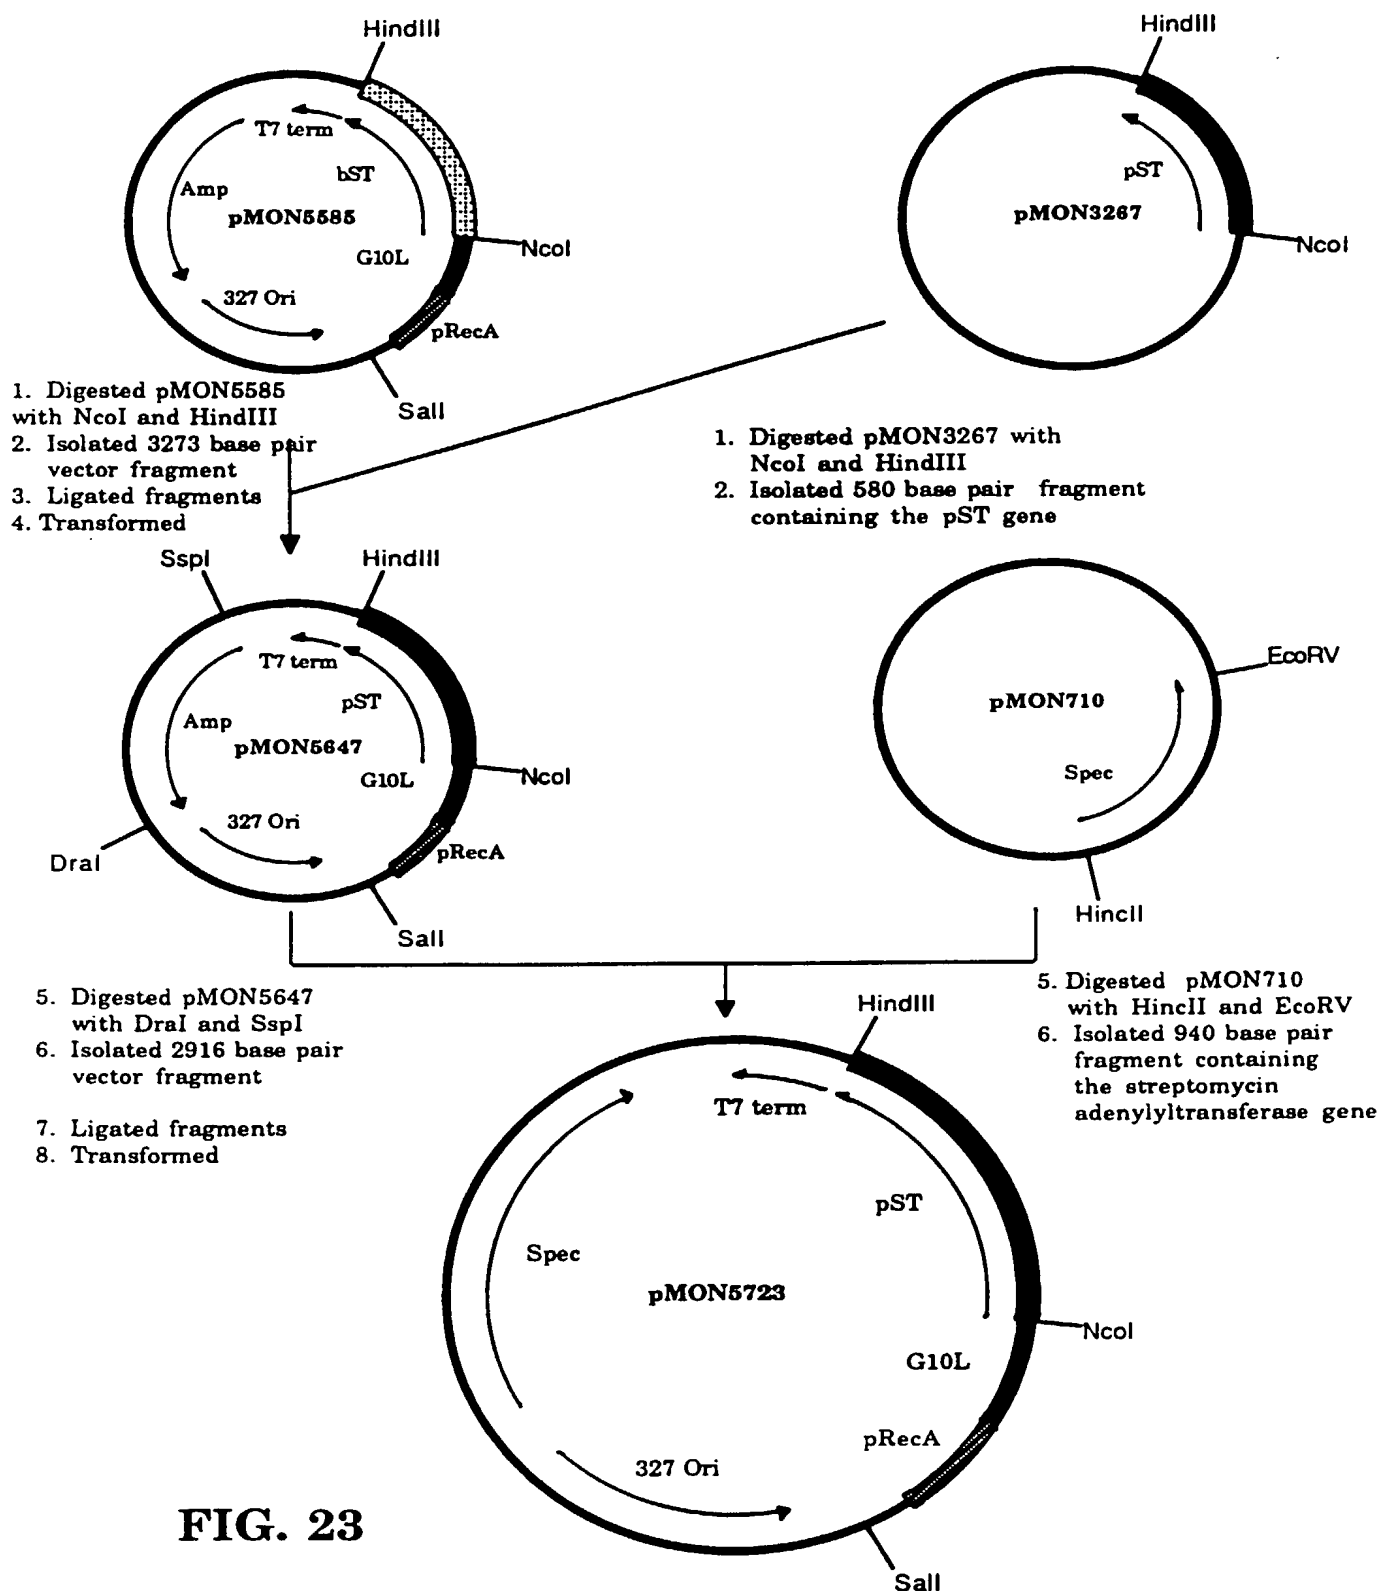 HindIII
T7 term
bST
Amp
pMON5585
G10L
NcoI
327 Ori
pRecA
SalI
HindIII
pST
pMON3267
NcoI
1. Digested pMON5585
with NcoI and HindIII
2. Isolated 3273 base pair
vector fragment
3. Ligated fragments
4. Transformed
1. Digested pMON3267 with
NcoI and HindIII
2. Isolated 580 base pair fragment
containing the pST gene
SspI
HindIII
T7 term
pST
Amp
pMON5647
G10L
NcoI
327 Ori
pRecA
DraI
SalI
EcoRV
pMON710
Spec
HincII
5. Digested pMON5647
with DraI and SspI
6. Isolated 2916 base pair
vector fragment
7. Ligated fragments
8. Transformed
5. Digested pMON710
with HincII and EcoRV
6. Isolated 940 base pair
fragment containing
the streptomycin
adenylyltransferase gene
HindIII
T7 term
pST
Spec
pMON5723
NcoI
G10L
pRecA
327 Ori
SalI
FIG. 23